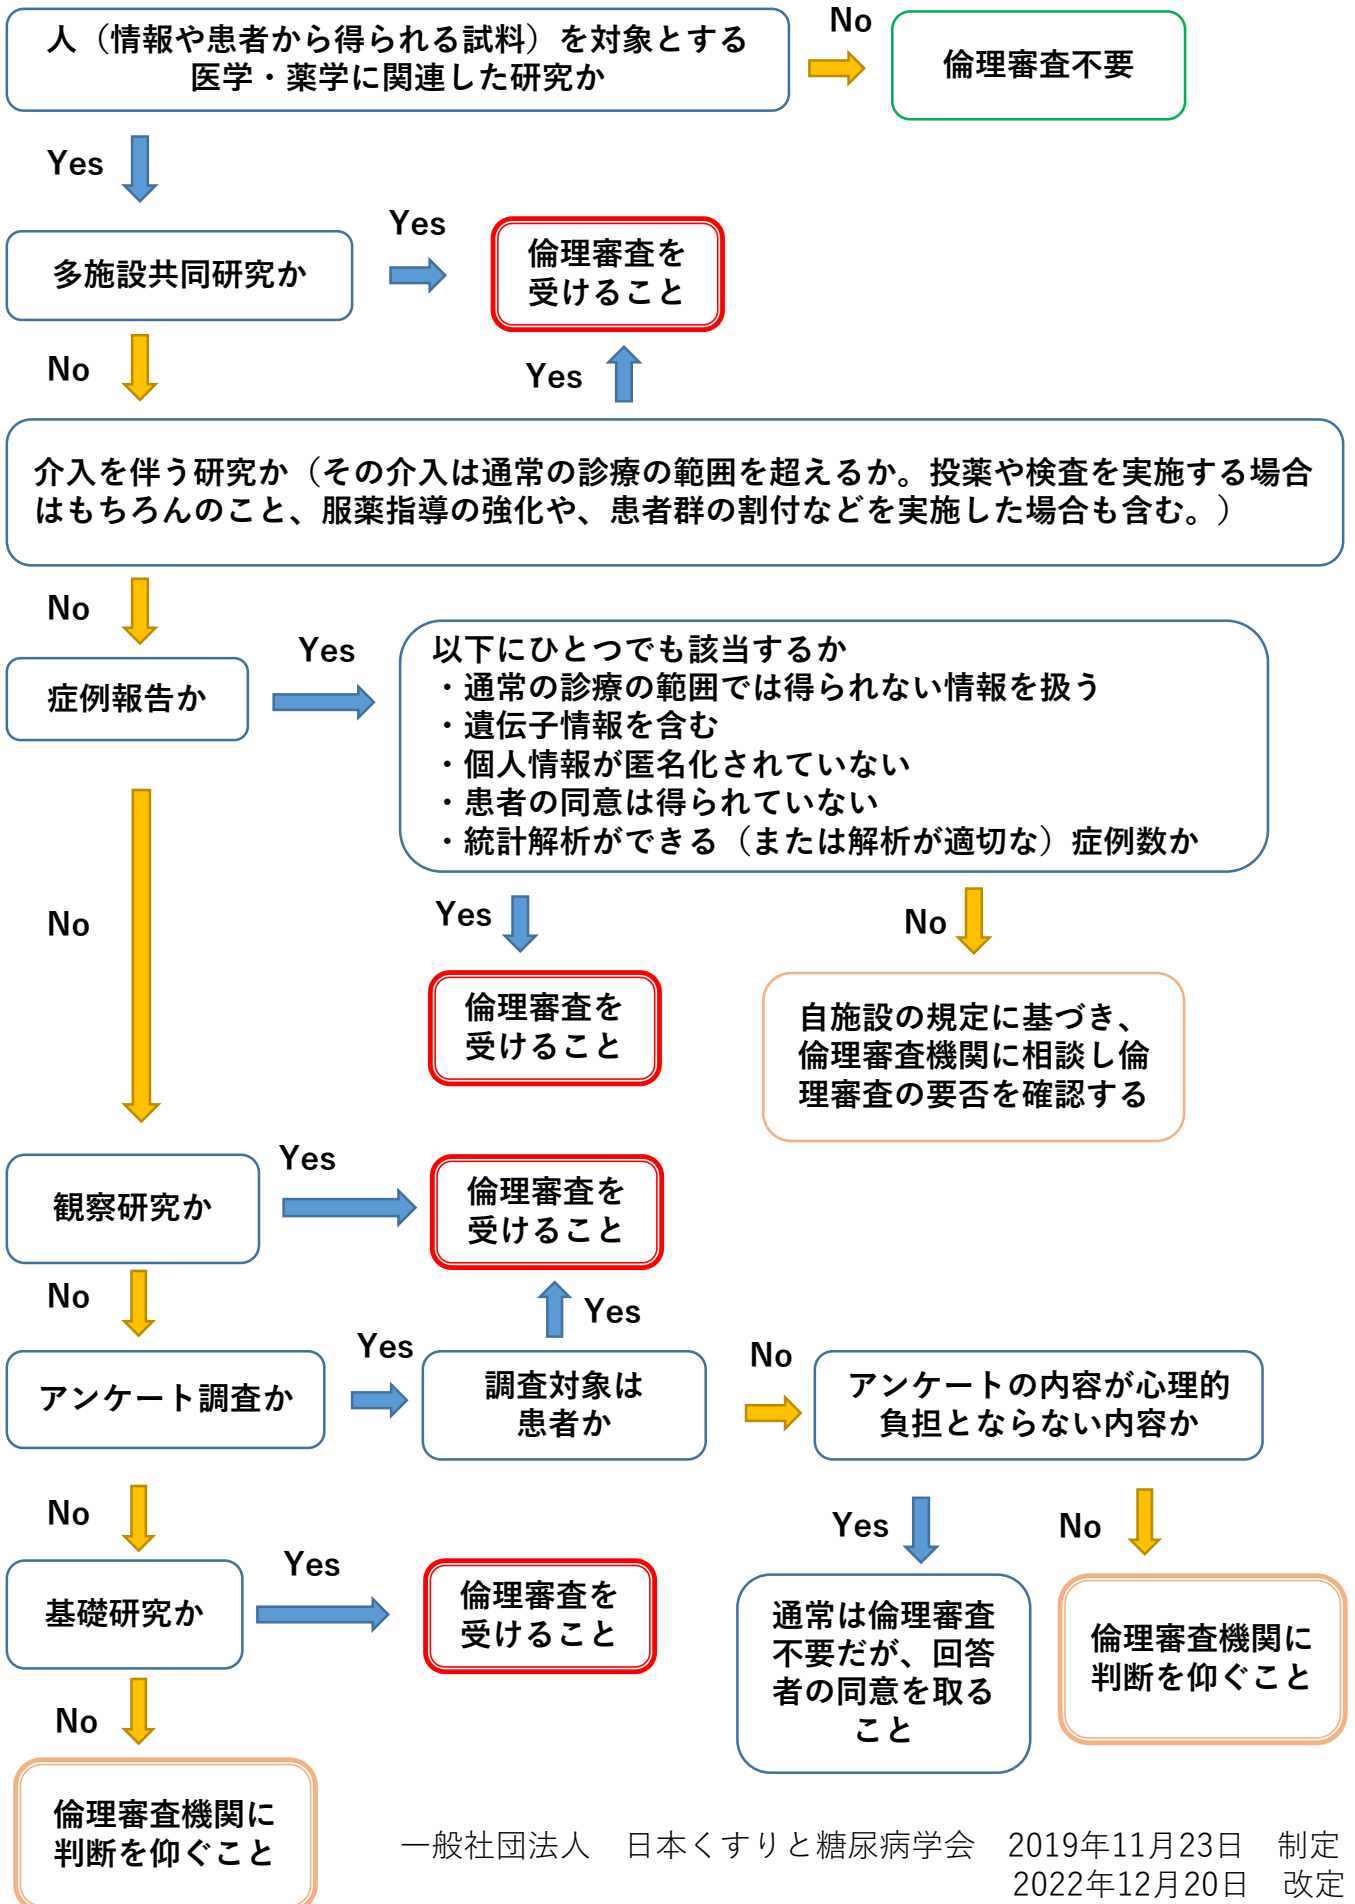 人（情報や患者から得られる試料）を対象とする
医学・薬学に関連した研究か
No
倫理審査不要
Yes
多施設共同研究か
Yes
倫理審査を
受けること
No
Yes
介入を伴う研究か（その介入は通常の診療の範囲を超えるか。投薬や検査を実施する場合
はもちろんのこと、服薬指導の強化や、患者群の割付などを実施した場合も含む。）
No
症例報告か
Yes
以下にひとつでも該当するか
・通常の診療の範囲では得られない情報を扱う
・遺伝子情報を含む
・個人情報が匿名化されていない
・患者の同意は得られていない
・統計解析ができる（または解析が適切な）症例数か
No
Yes
倫理審査を
受けること
No
自施設の規定に基づき、
倫理審査機関に相談し倫
理審査の要否を確認する
観察研究か
Yes
倫理審査を
受けること
No
Yes
アンケート調査か
Yes
調査対象は
患者か
No
アンケートの内容が心理的
負担とならない内容か
No
基礎研究か
Yes
倫理審査を
受けること
Yes
通常は倫理審査
不要だが、回答
者の同意を取る
こと
No
倫理審査機関に
判断を仰ぐこと
No
倫理審査機関に
判断を仰ぐこと
一般社団法人　日本くすりと糖尿病学会　2019年11月23日　制定
2022年12月20日　改定